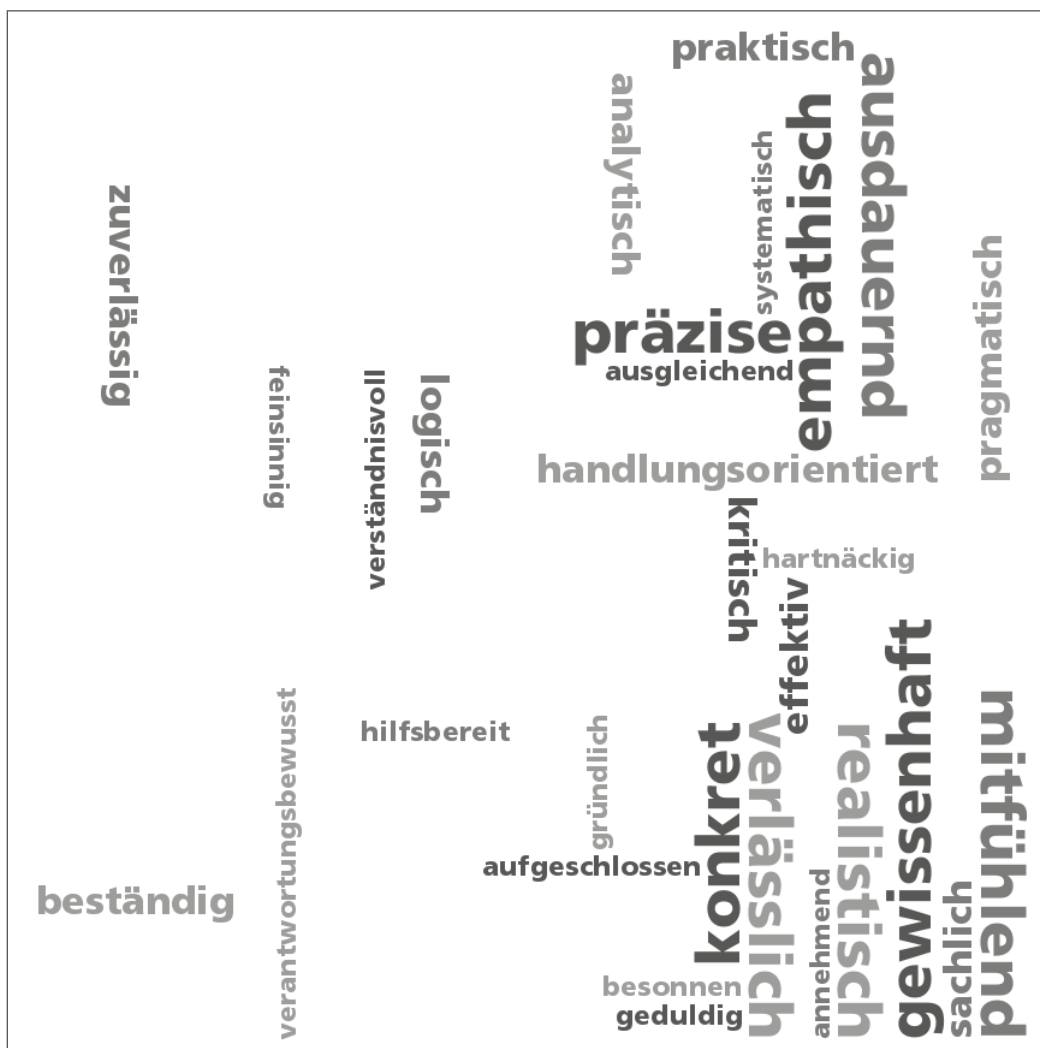 praktisch
ausdauernd
analytisch
empathisch
systematisch
zuverlässig
pragmatisch
präzise
ausgleichend
feinsinnig
verständnisvoll
logisch
handlungsorientiert
kritisch
hartnäckig
effektiv
gewissenhaft
verantwortungsbewusst
mitfühlend
hilfsbereit
gründlich
konkret
verlässlich
realistisch
aufgeschlossen
annehmend
sachlich
beständig
besonnen
geduldig